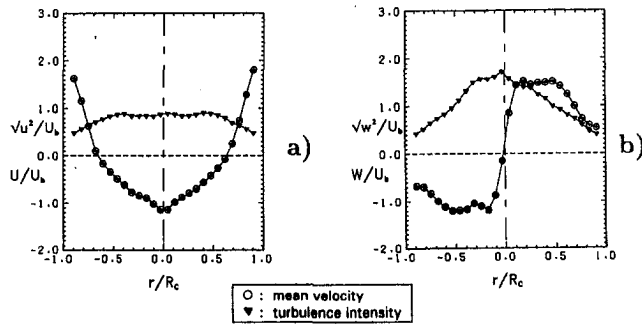 3.0
2.0
1.0
√u²/U_b
0.0
U/U_b
-1.0
-2.0
-1.0 -0.5 0.0 0.5 1.0
r/R_c
a)
3.0
2.0
1.0
√w²/U_b
0.0
W/U_b
-1.0
-2.0
-1.0 -0.5 0.0 0.5 1.0
r/R_c
b)
○ : mean velocity
▼ : turbulence intensity